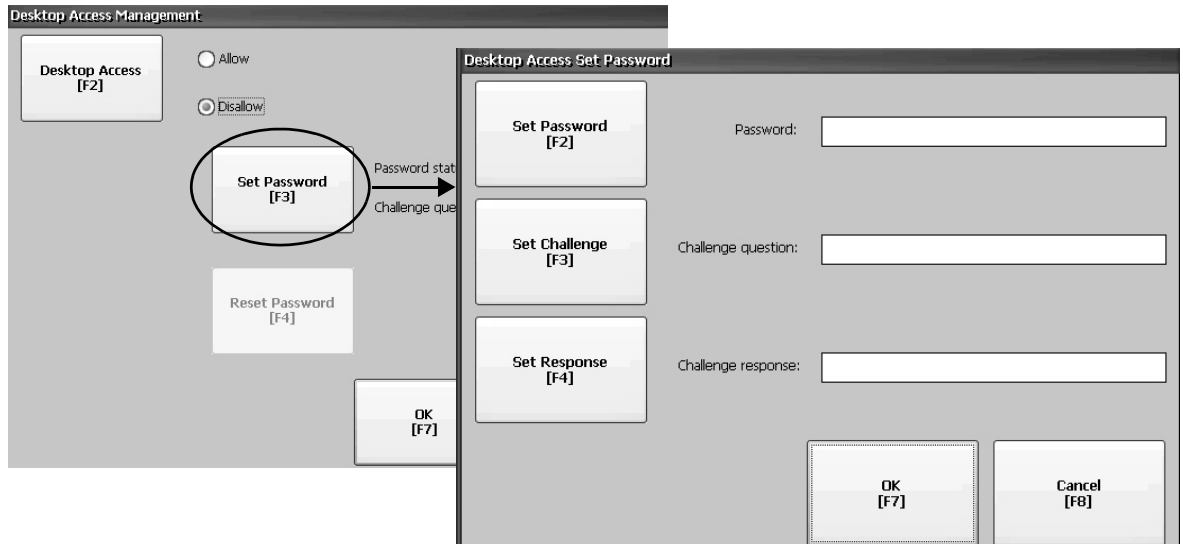 Desktop Access Management
Desktop Access
[F2]
Allow
Disallow
Set Password
[F3]
Password
Challenge
Reset Password
[F4]
OK
[F7]
Desktop Access Set Password
Set Password
[F2]
Password:
Set Challenge
[F3]
Challenge question:
Set Response
[F4]
Challenge response:
OK
[F7]
Cancel
[F8]